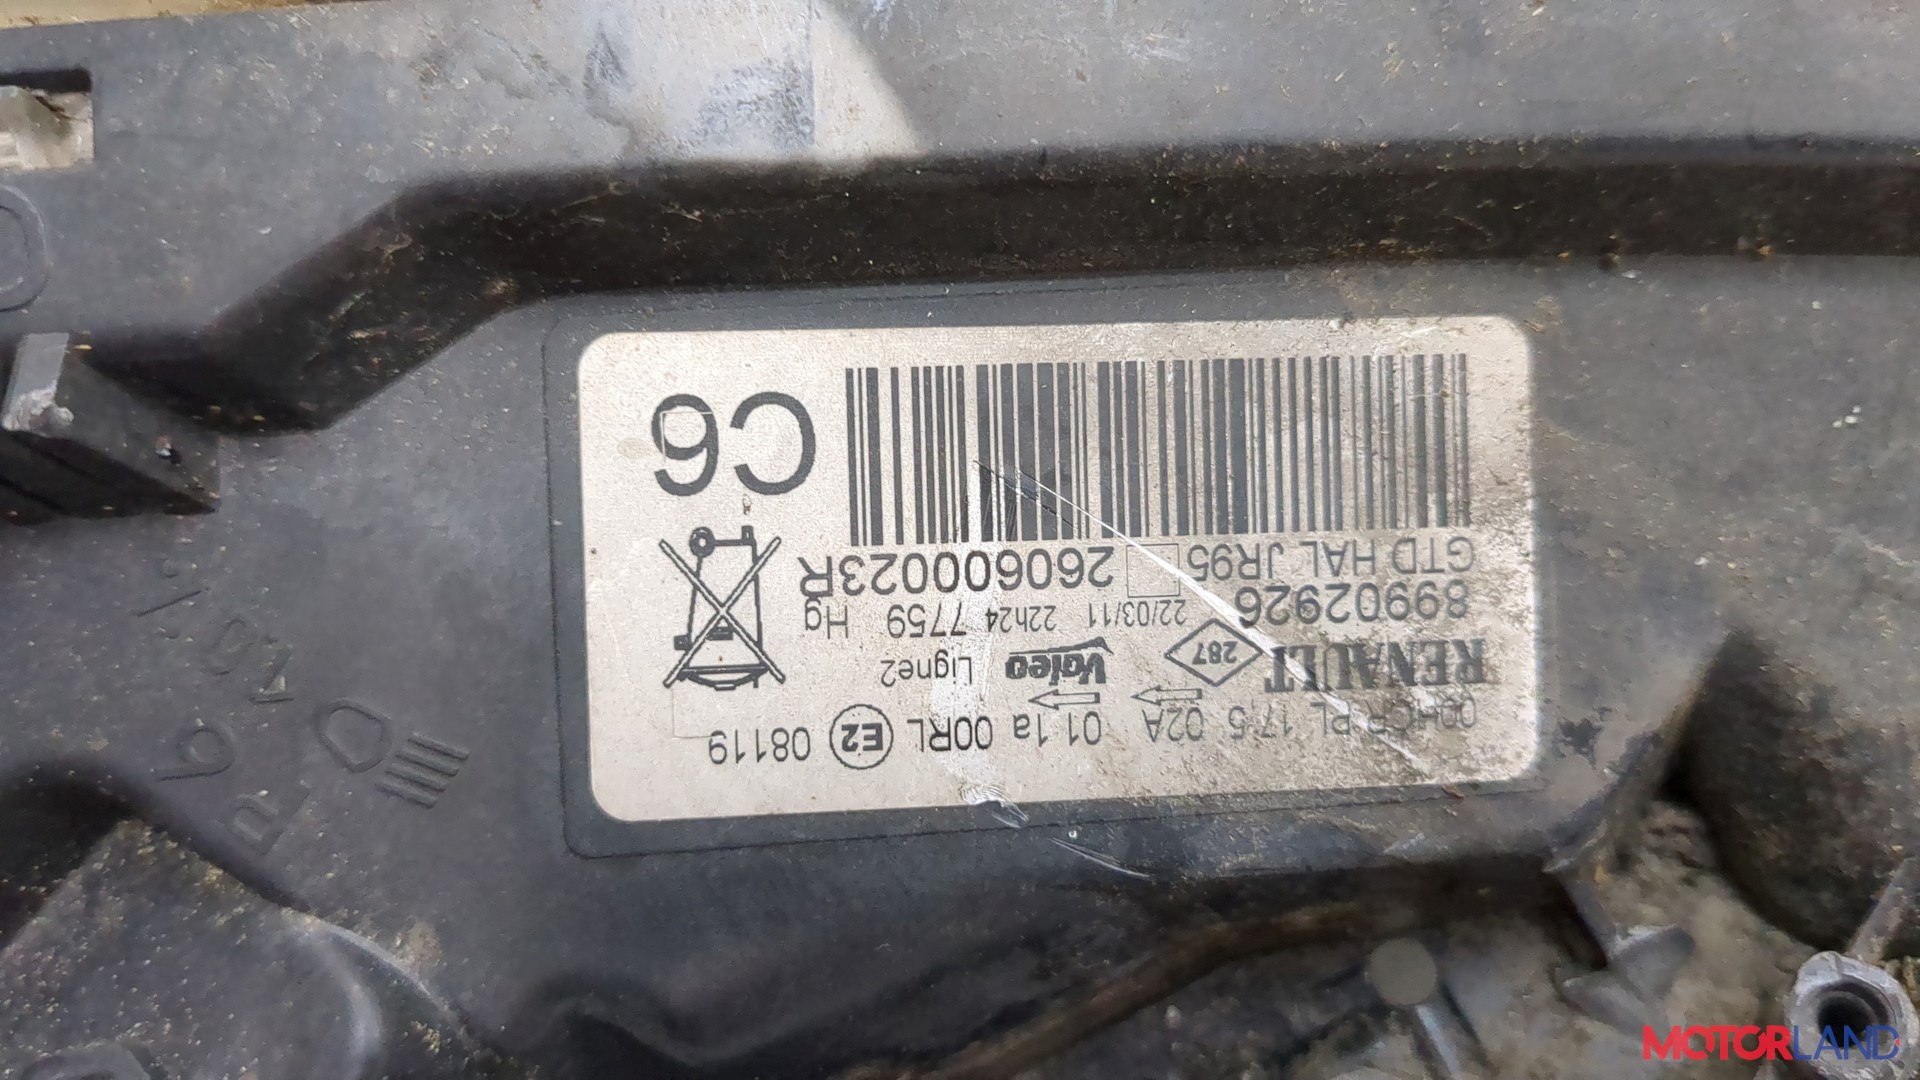 00HCR PL 17,5 02A 01 1a 00RL E2 08119
RENAULT 287 Valeo Ligne2
89902926 22/03/11 22h24 7759 Hg
GTD HAL JR95 260600023R
C6
MOTORLAND